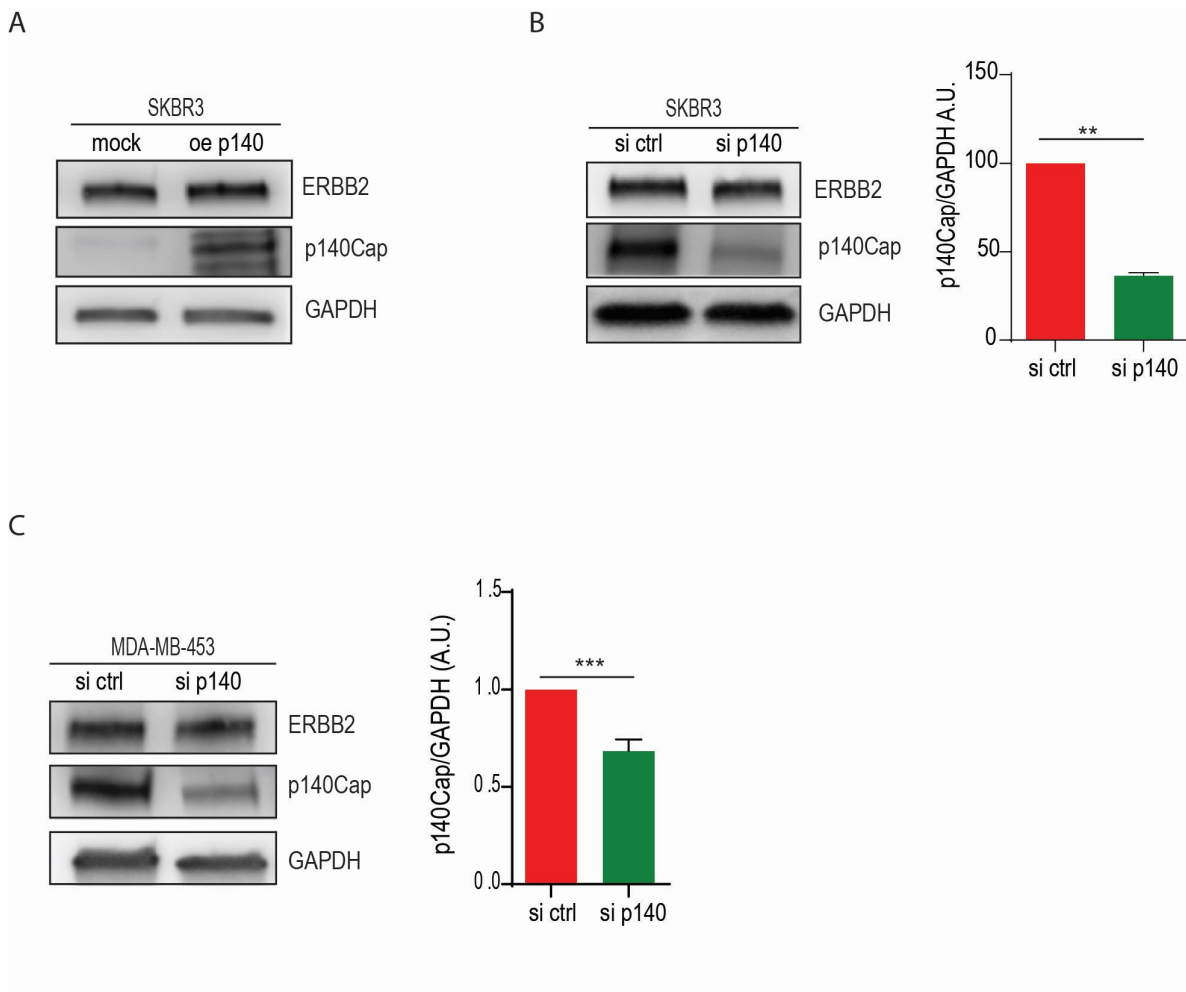 A
SKBR3
mock oe p140
ERBB2
p140Cap
GAPDH
B
SKBR3
si ctrl si p140
ERBB2
p140Cap
GAPDH
p140Cap/GAPDH A.U.
150
100
50
0
**
si ctrl si p140
C
MDA-MB-453
si ctrl si p140
ERBB2
p140Cap
GAPDH
p140Cap/GAPDH (A.U.)
1.5
1.0
0.5
0.0
***
si ctrl si p140